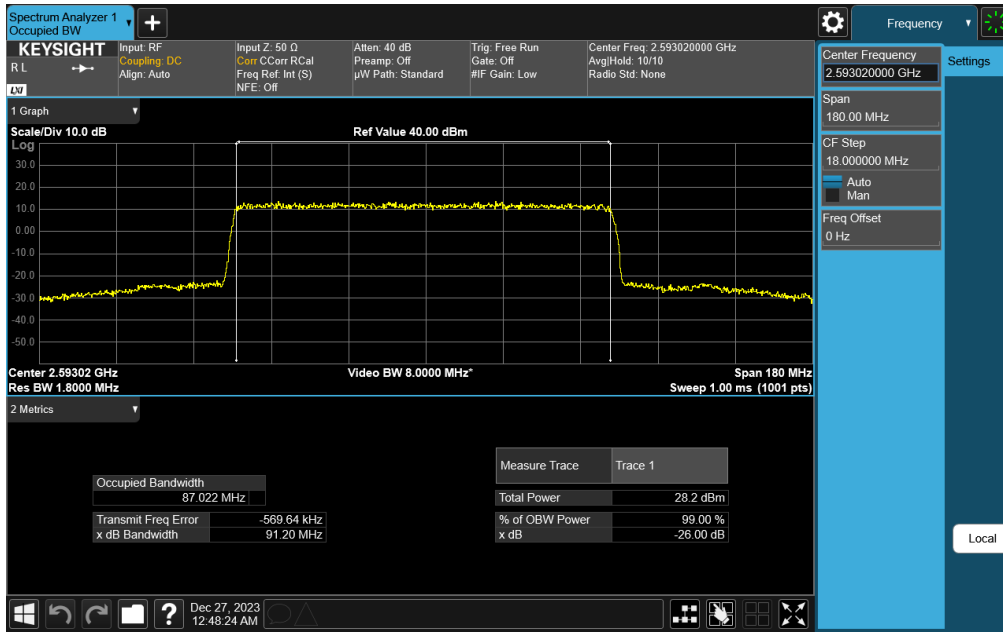 Spectrum Analyzer 1
Occupied BW
Frequency
KEYSIGHT
R L
LXI
Input: RF
Coupling: DC
Align: Auto
Input Z: 50 Ω
Corr CCorr RCal
Freq Ref: Int (S)
NFE: Off
Atten: 40 dB
Preamp: Off
µW Path: Standard
Trig: Free Run
Gate: Off
#IF Gain: Low
Center Freq: 2.593020000 GHz
Avg|Hold: 10/10
Radio Std: None
Center Frequency
2.593020000 GHz
Settings
Span
180.00 MHz
CF Step
18.000000 MHz
Auto
Man
Freq Offset
0 Hz
1 Graph
Scale/Div 10.0 dB
Ref Value 40.00 dBm
Log
30.0
20.0
10.0
0.00
-10.0
-20.0
-30.0
-40.0
-50.0
Center 2.59302 GHz
Video BW 8.0000 MHz*
Span 180 MHz
Res BW 1.8000 MHz
Sweep 1.00 ms (1001 pts)
2 Metrics
Occupied Bandwidth
87.022 MHz
Transmit Freq Error -569.64 kHz
x dB Bandwidth 91.20 MHz
Measure Trace Trace 1
Total Power 28.2 dBm
% of OBW Power 99.00 %
x dB -26.00 dB
Local
?
Dec 27, 2023
12:48:24 AM